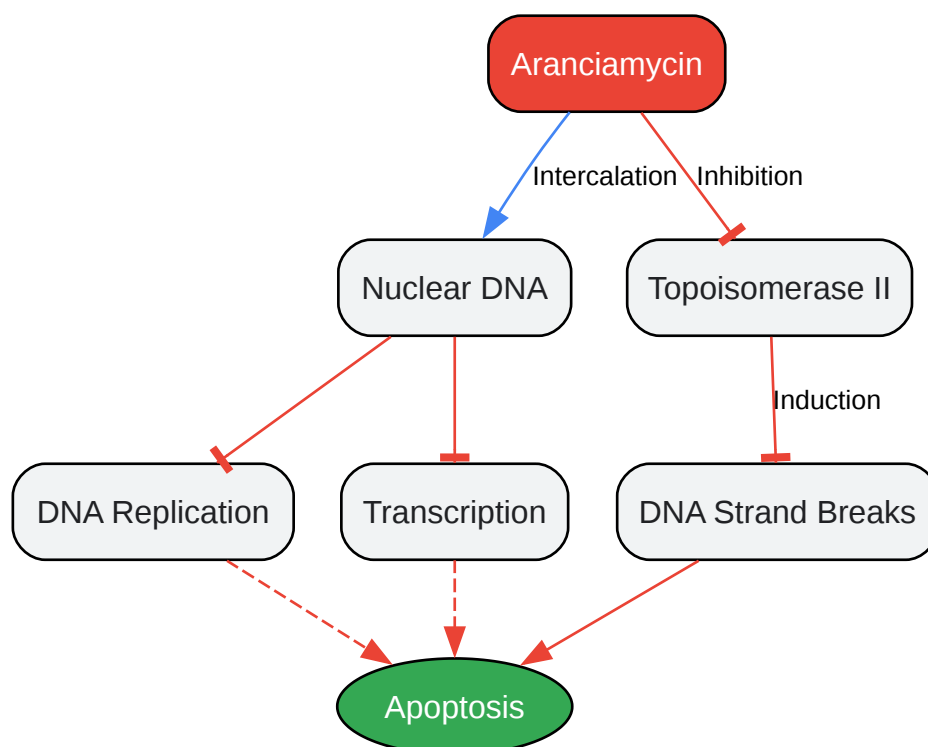 Aranciamycin
Intercalation
Inhibition
Nuclear DNA
Topoisomerase II
Induction
DNA Replication
Transcription
DNA Strand Breaks
Apoptosis